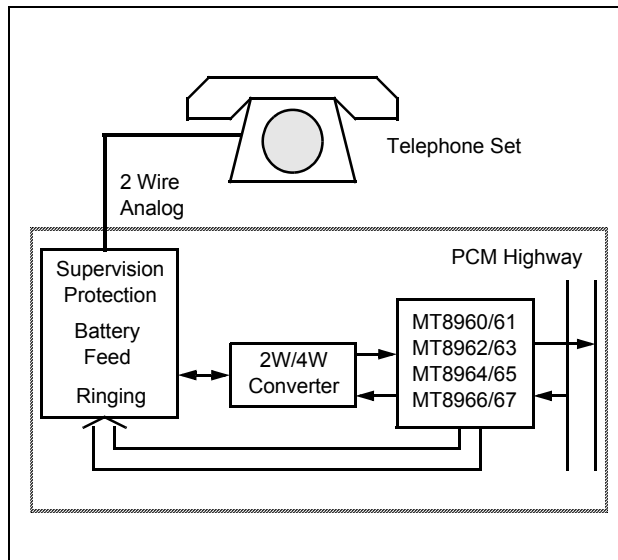 Telephone Set
2 Wire
Analog
PCM Highway
Supervision
Protection
Battery
Feed
Ringing
2W/4W
Converter
MT8960/61
MT8962/63
MT8964/65
MT8966/67